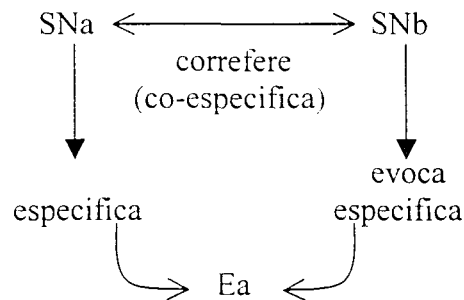 SNa SNb
correfere
(co-especifica)
evoca
especifica especifica
Ea